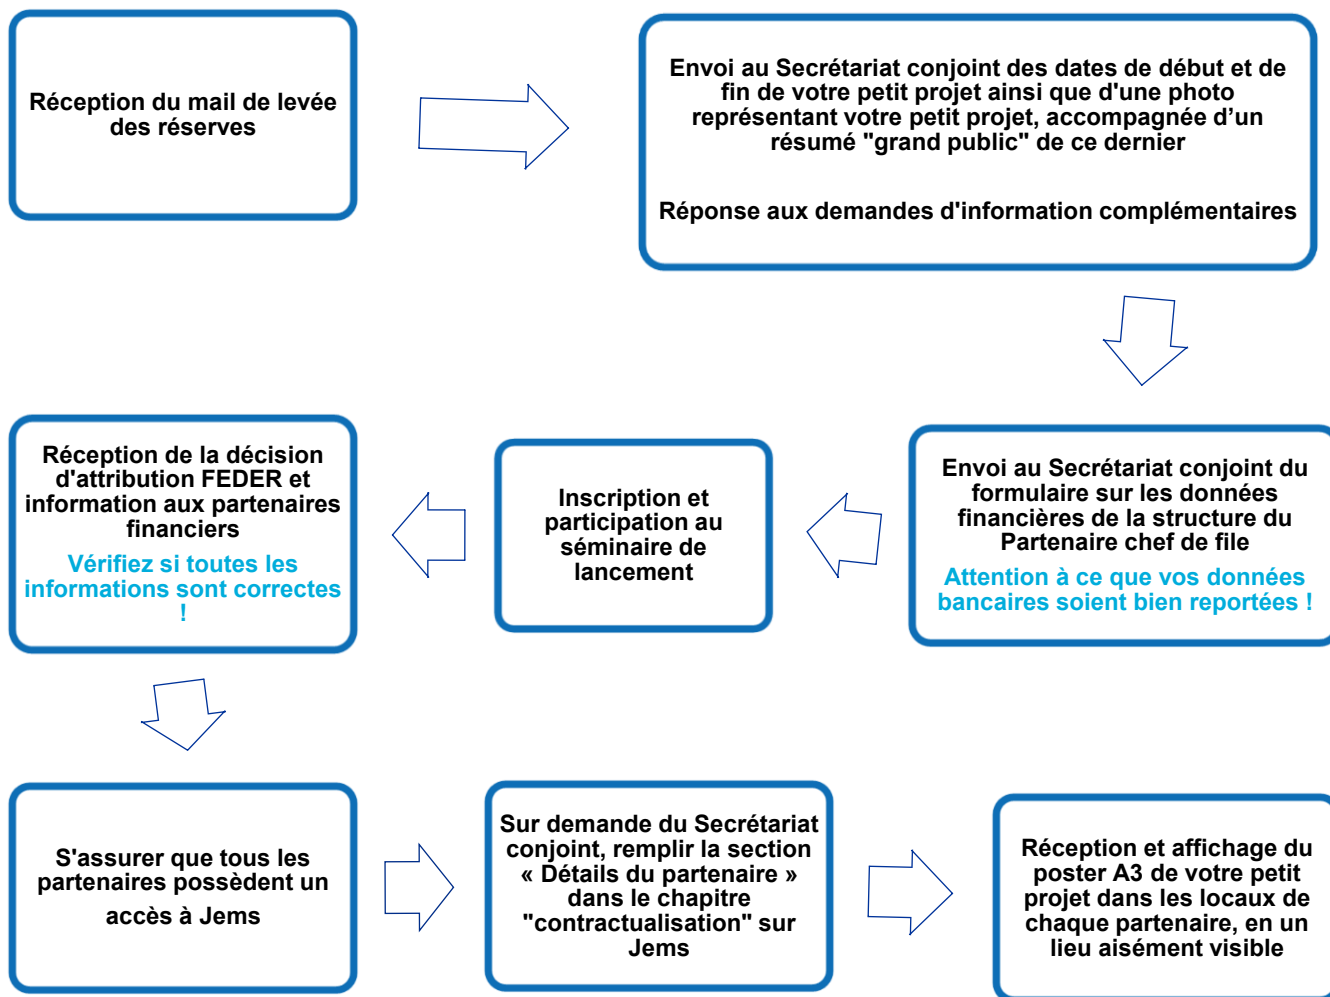 Réception du mail de levée
des réserves
Envoi au Secrétariat conjoint des dates de début et de
fin de votre petit projet ainsi que d'une photo
représentant votre petit projet, accompagnée d’un
résumé "grand public" de ce dernier
Réponse aux demandes d'information complémentaires
Envoi au Secrétariat conjoint du
formulaire sur les données
financières de la structure du
Partenaire chef de file
Attention à ce que vos données
bancaires soient bien reportées !
Inscription et
participation au
séminaire de
lancement
Réception de la décision
d'attribution FEDER et
information aux partenaires
financiers
Vérifiez si toutes les
informations sont correctes
!
S'assurer que tous les
partenaires possèdent un
accès à Jems
Sur demande du Secrétariat
conjoint, remplir la section
« Détails du partenaire »
dans le chapitre
"contractualisation" sur
Jems
Réception et affichage du
poster A3 de votre petit
projet dans les locaux de
chaque partenaire, en un
lieu aisément visible